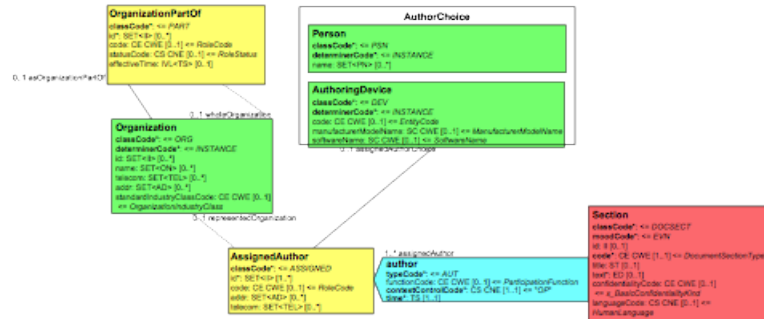 OrganizationPartOf
classCode*: <= PART
id*: SET<II> [0..*]
code: CE CWE [0..1] <= RoleCode
statusCode: CS CNE [0..1] <= RoleStatus
effectiveTime: IVL<TS> [0..1]
0..1 asOrganizationPartOf
0..1 wholeOrganization
Organization
classCode*: <= ORG
determinerCode*: <= INSTANCE
id: SET<II> [0..*]
name: SET<ON> [0..*]
telecom: SET<TEL> [0..*]
addr: SET<AD> [0..*]
standardIndustryClassCode: CE CWE [0..1]
<= OrganizationIndustryClass
0..1 representedOrganization
AuthorChoice
Person
classCode*: <= PSN
determinerCode*: <= INSTANCE
name: SET<PN> [0..*]
AuthoringDevice
classCode*: <= DEV
determinerCode*: <= INSTANCE
code: CE CWE [0..1] <= EntityCode
manufacturerModelName: SC CWE [0..1] <= ManufacturerModelName
softwareName: SC CWE [0..1] <= SoftwareName
0..1 assignedAuthorChoice
AssignedAuthor
classCode*: <= ASSIGNED
id*: SET<II> [1..*]
code: CE CWE [0..1] <= RoleCode
addr: SET<AD> [0..*]
telecom: SET<TEL> [0..*]
1..* assignedAuthor
author
typeCode*: <= AUT
functionCode: CE CWE [0..1] <= ParticipationFunction
contextControlCode*: CS CNE [1..1] <= "OP"
time*: TS [1..1]
Section
classCode*: <= DOCSECT
moodCode*: <= EVN
id: II [0..1]
code*: CE CWE [1..1] <= DocumentSectionType
title: ST [0..1]
text*: ED [0..1]
confidentialityCode: CE CWE [0..1]
<= x_BasicConfidentialityKind
languageCode: CS CNE [0..1] <=
HumanLanguage